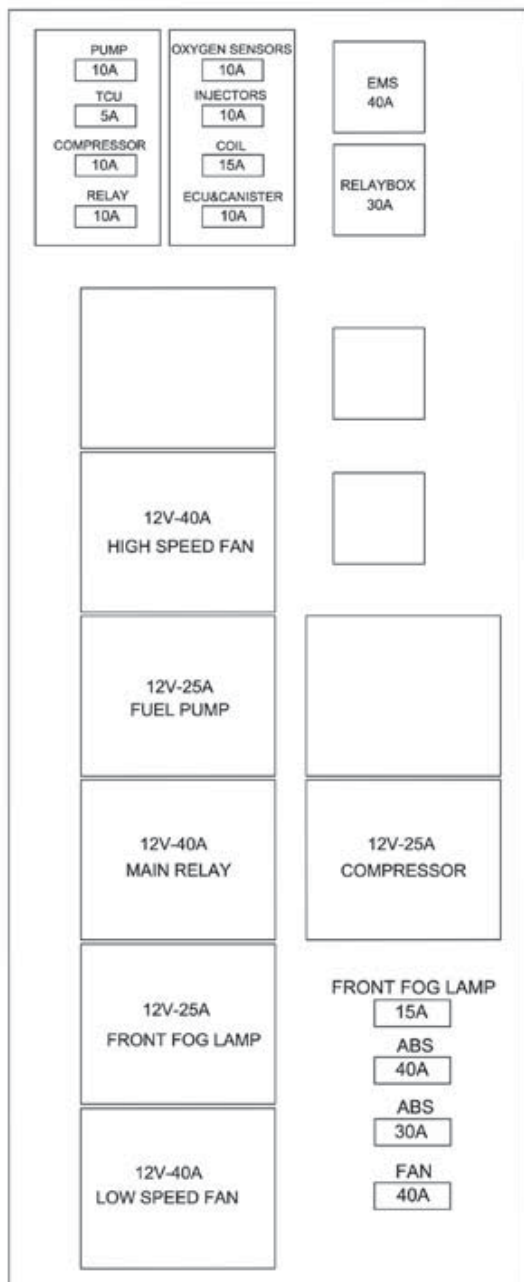 PUMP
10A
TCU
5A
COMPRESSOR
10A
RELAY
10A
OXYGEN SENSORS
10A
INJECTORS
10A
COIL
15A
ECU&CANISTER
10A
EMS
40A
RELAYBOX
30A
12V-40A
HIGH SPEED FAN
12V-25A
FUEL PUMP
12V-40A
MAIN RELAY
12V-25A
COMPRESSOR
12V-25A
FRONT FOG LAMP
12V-40A
LOW SPEED FAN
FRONT FOG LAMP
15A
ABS
40A
ABS
30A
FAN
40A